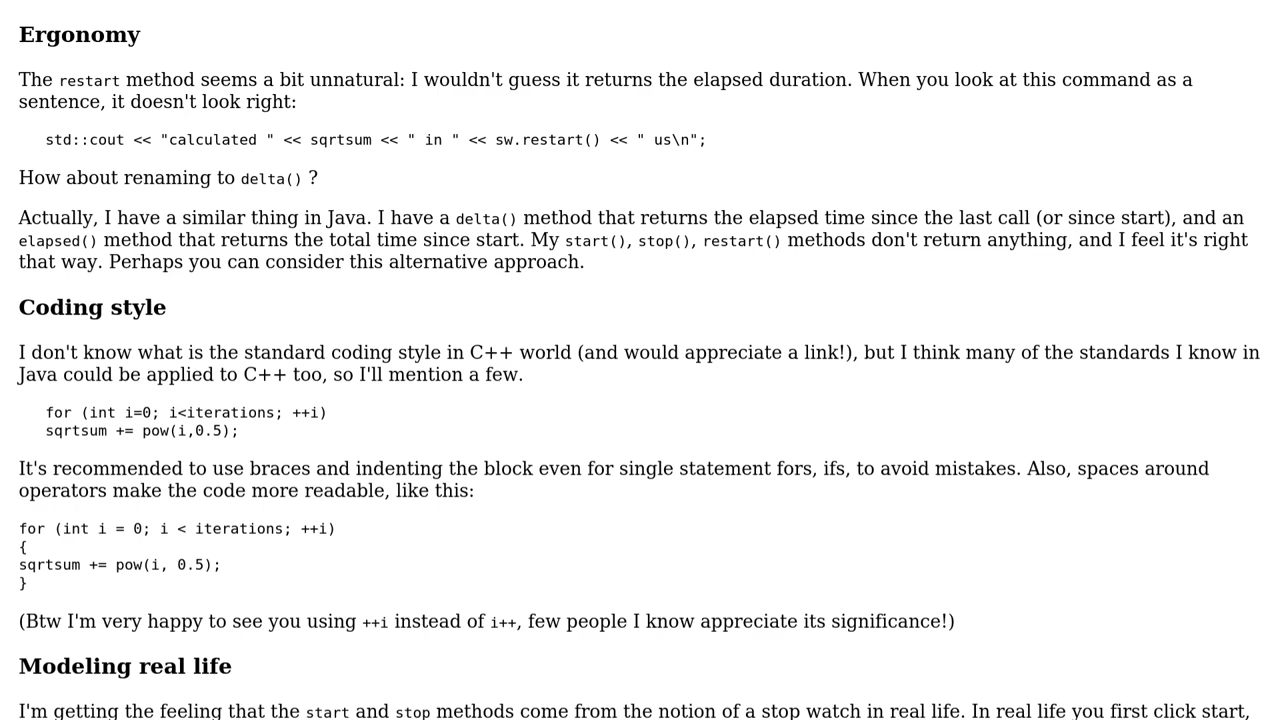 Ergonomy
The restart method seems a bit unnatural: I wouldn't guess it returns the elapsed duration. When you look at this command as a
sentence, it doesn't look right:
std::cout << "calculated " << sqrtsum << " in " << sw.restart() << " us\n";
How about renaming to delta() ?
Actually, I have a similar thing in Java. I have a delta() method that returns the elapsed time since the last call (or since start), and an
elapsed() method that returns the total time since start. My start(), stop(), restart() methods don't return anything, and I feel it's right
that way. Perhaps you can consider this alternative approach.
Coding style
I don't know what is the standard coding style in C++ world (and would appreciate a link!), but I think many of the standards I know in
Java could be applied to C++ too, so I'll mention a few.
for (int i=0; i<iterations; ++i)
sqrtsum += pow(i,0.5);
It's recommended to use braces and indenting the block even for single statement fors, ifs, to avoid mistakes. Also, spaces around
operators make the code more readable, like this:
for (int i = 0; i < iterations; ++i)
{
sqrtsum += pow(i, 0.5);
}
(Btw I'm very happy to see you using ++i instead of i++, few people I know appreciate its significance!)
Modeling real life
I'm getting the feeling that the start and stop methods come from the notion of a stop watch in real life. In real life you first click start,